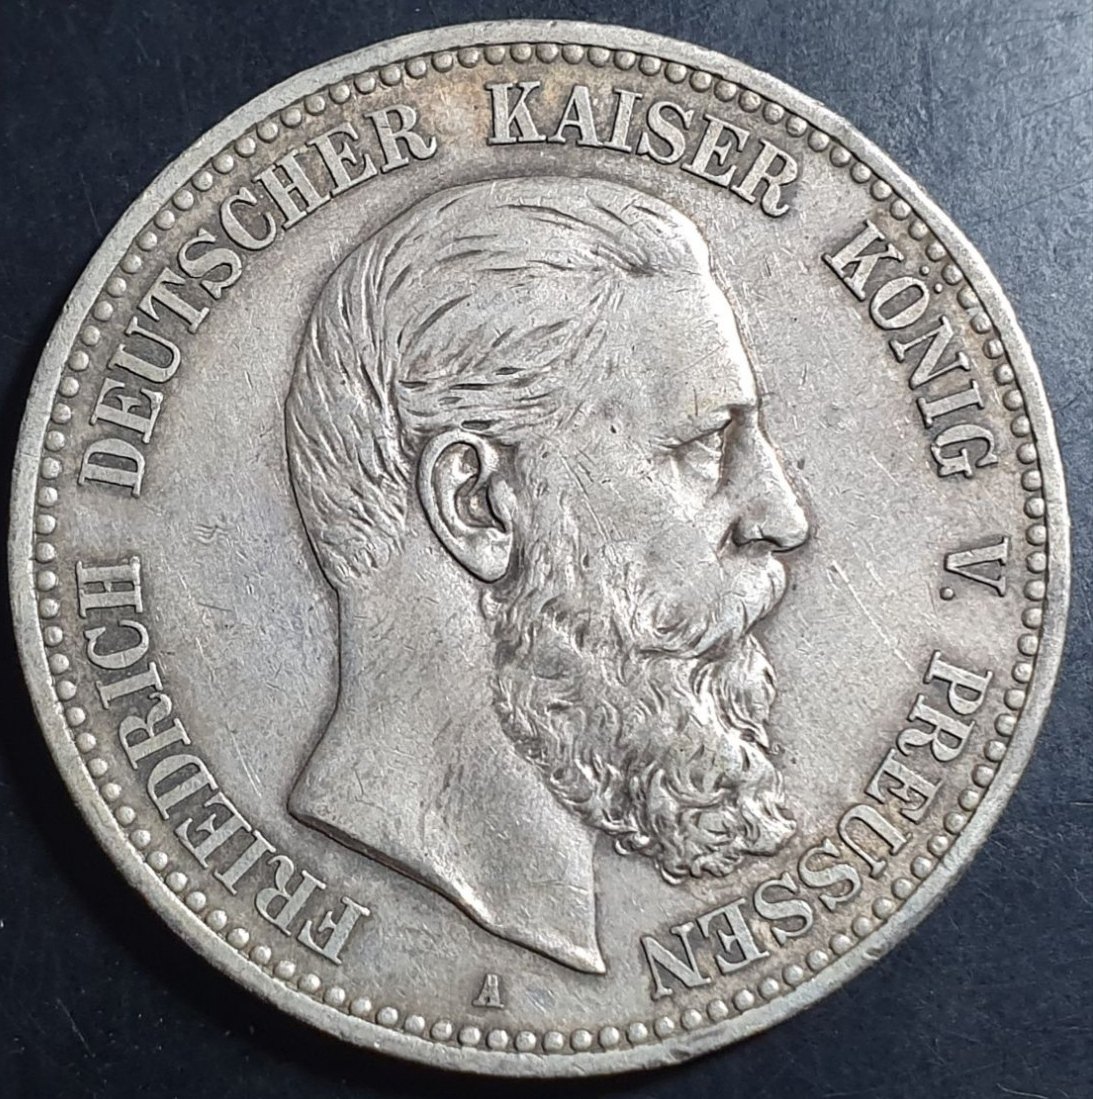 FRIEDRICH DEUTSCHER KAISER KÖNIG V. PREUSSEN
A